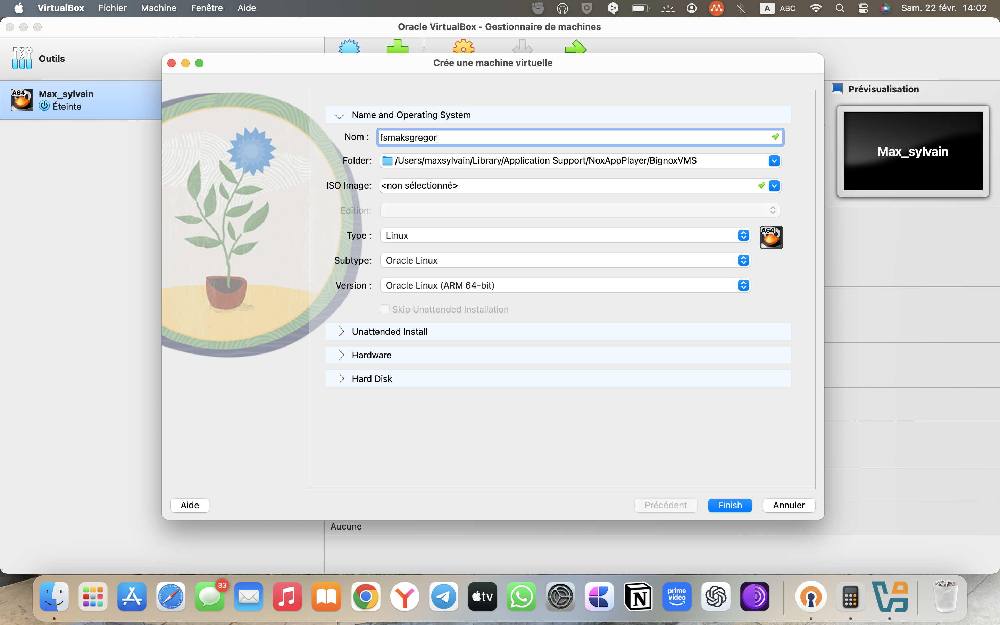 VirtualBox Fichier Machine Fenêtre Aide A ABC Sam. 22 févr. 14:02
Oracle VirtualBox - Gestionnaire de machines
Outils
Crée une machine virtuelle
A64 Max_sylvain
Éteinte
Prévisualisation
Max_sylvain
Name and Operating System
Nom : fsmaksgregor
Folder: /Users/maxsylvain/Library/Application Support/NoxAppPlayer/BignoxVMS
ISO Image: <non sélectionné>
Edition:
Type : Linux A64
Subtype: Oracle Linux
Version : Oracle Linux (ARM 64-bit)
Skip Unattended Installation
Unattended Install
Hardware
Hard Disk
Aide Précédent Finish Annuler
Aucune
33
tv
N
prime video